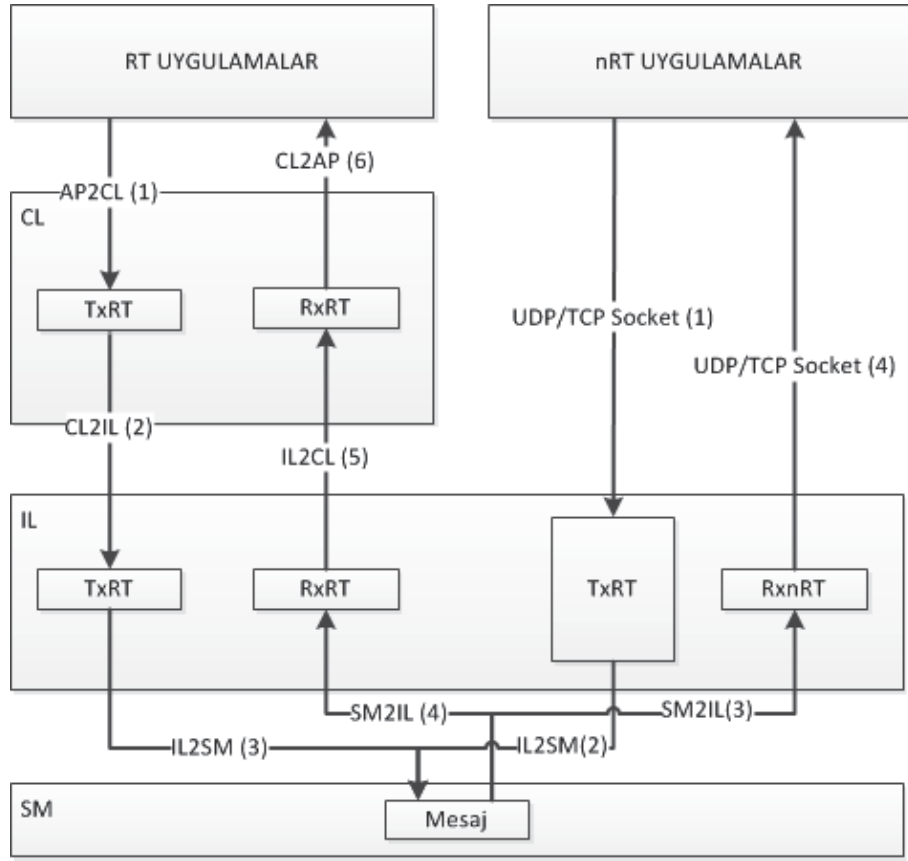 RT UYGULAMALAR
nRT UYGULAMALAR
CL2AP (6)
AP2CL (1)
CL
TxRT
RxRT
UDP/TCP Socket (1)
UDP/TCP Socket (4)
CL2IL (2)
IL2CL (5)
IL
TxRT
RxRT
TxRT
RxnRT
SM2IL (4)
SM2IL(3)
IL2SM (3)
IL2SM(2)
SM
Mesaj